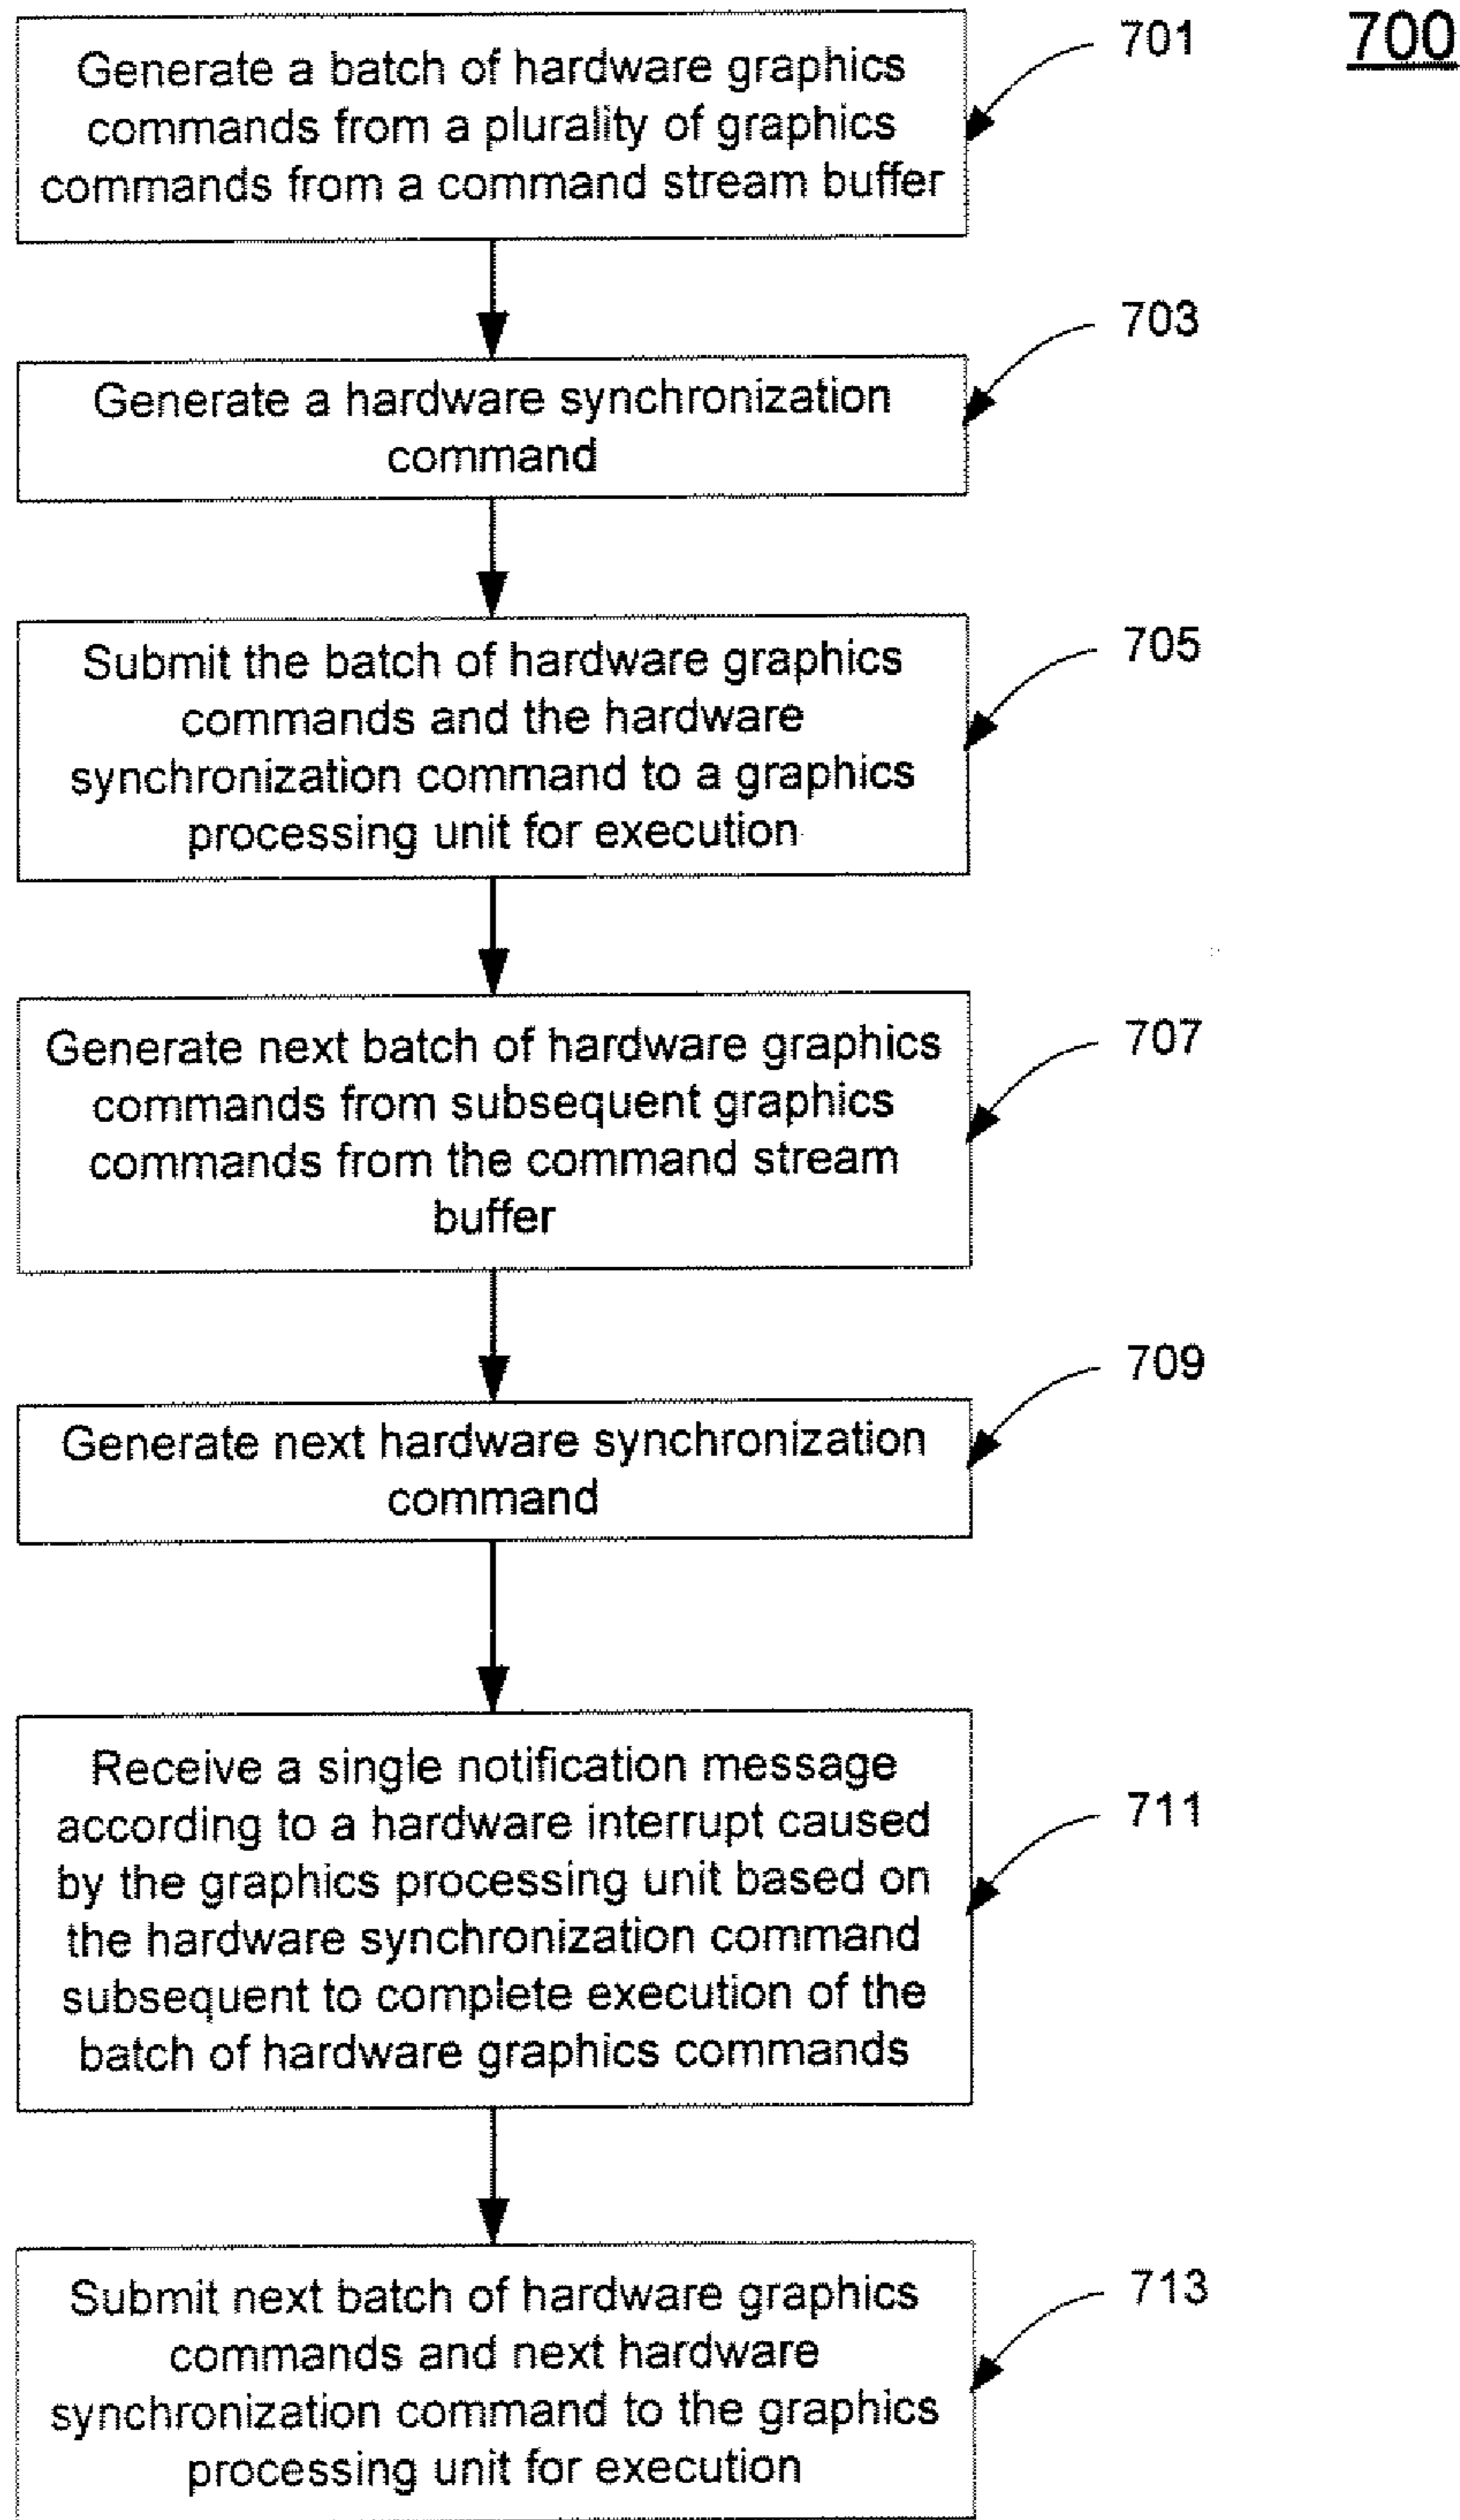 700
701
Generate a batch of hardware graphics
commands from a plurality of graphics
commands from a command stream buffer
703
Generate a hardware synchronization
command
705
Submit the batch of hardware graphics
commands and the hardware
synchronization command to a graphics
processing unit for execution
707
Generate next batch of hardware graphics
commands from subsequent graphics
commands from the command stream
buffer
709
Generate next hardware synchronization
command
711
Receive a single notification message
according to a hardware interrupt caused
by the graphics processing unit based on
the hardware synchronization command
subsequent to complete execution of the
batch of hardware graphics commands
713
Submit next batch of hardware graphics
commands and next hardware
synchronization command to the graphics
processing unit for execution